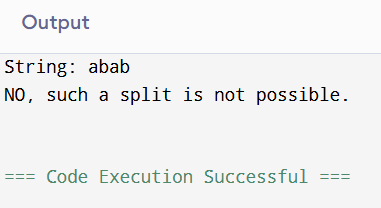 Output
String: abab
NO, such a split is not possible.
=== Code Execution Successful ===